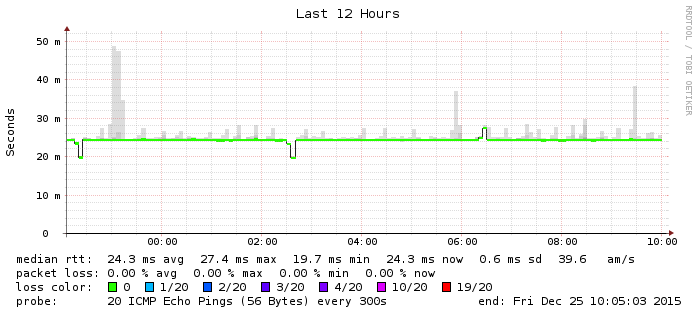 Last 12 Hours
RRDTOOL / TOBI OETIKER
Seconds
50 m
40 m
30 m
20 m
10 m
0
00:00 02:00 04:00 06:00 08:00 10:00
median rtt: 24.3 ms avg 27.4 ms max 19.7 ms min 24.3 ms now 0.6 ms sd 39.6 am/s
packet loss: 0.00 % avg 0.00 % max 0.00 % min 0.00 % now
loss color: 0 1/20 2/20 3/20 4/20 10/20 19/20
probe: 20 ICMP Echo Pings (56 Bytes) every 300s end: Fri Dec 25 10:05:03 2015